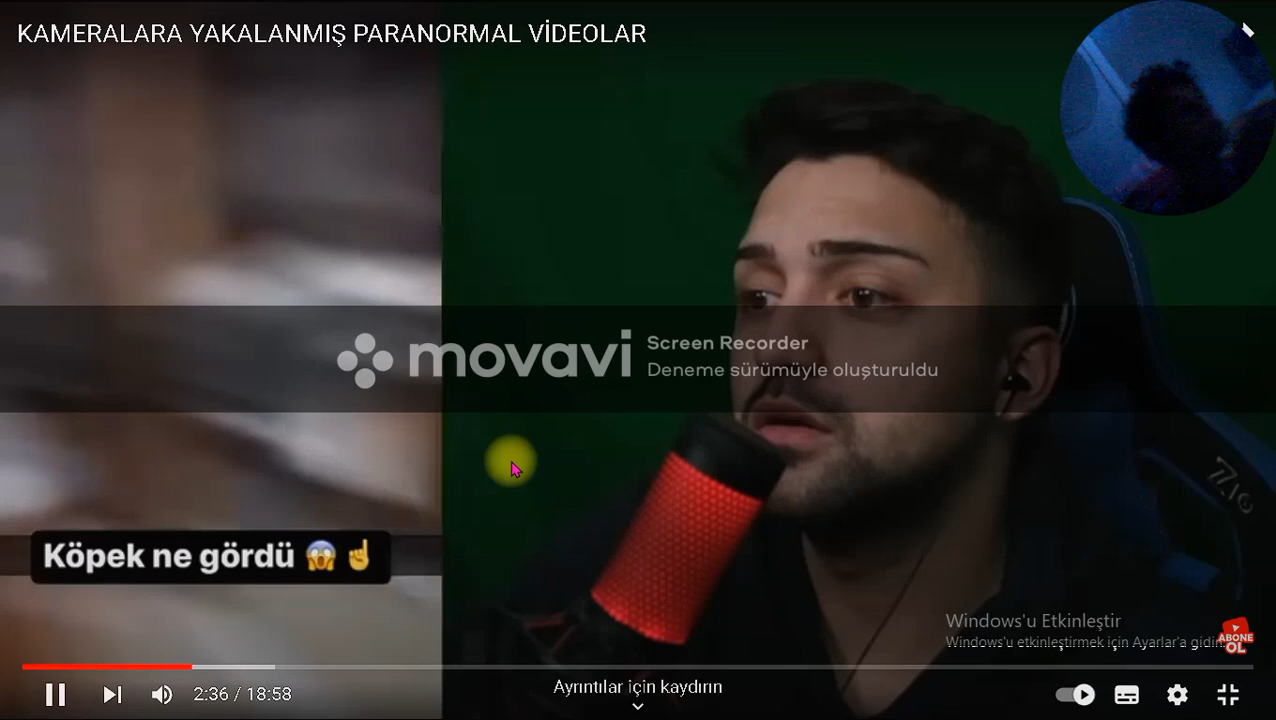 KAMERALARA YAKALANMIŞ PARANORMAL VİDEOLAR
movavi
Screen Recorder
Deneme sürümüyle oluşturuldu
Köpek ne gördü 😱☝
Windows'u Etkinleştir
Windows'u etkinleştirmek için Ayarlar'a gidin
ABONE
OL
2:36 / 18:58
Ayrıntılar için kaydırın